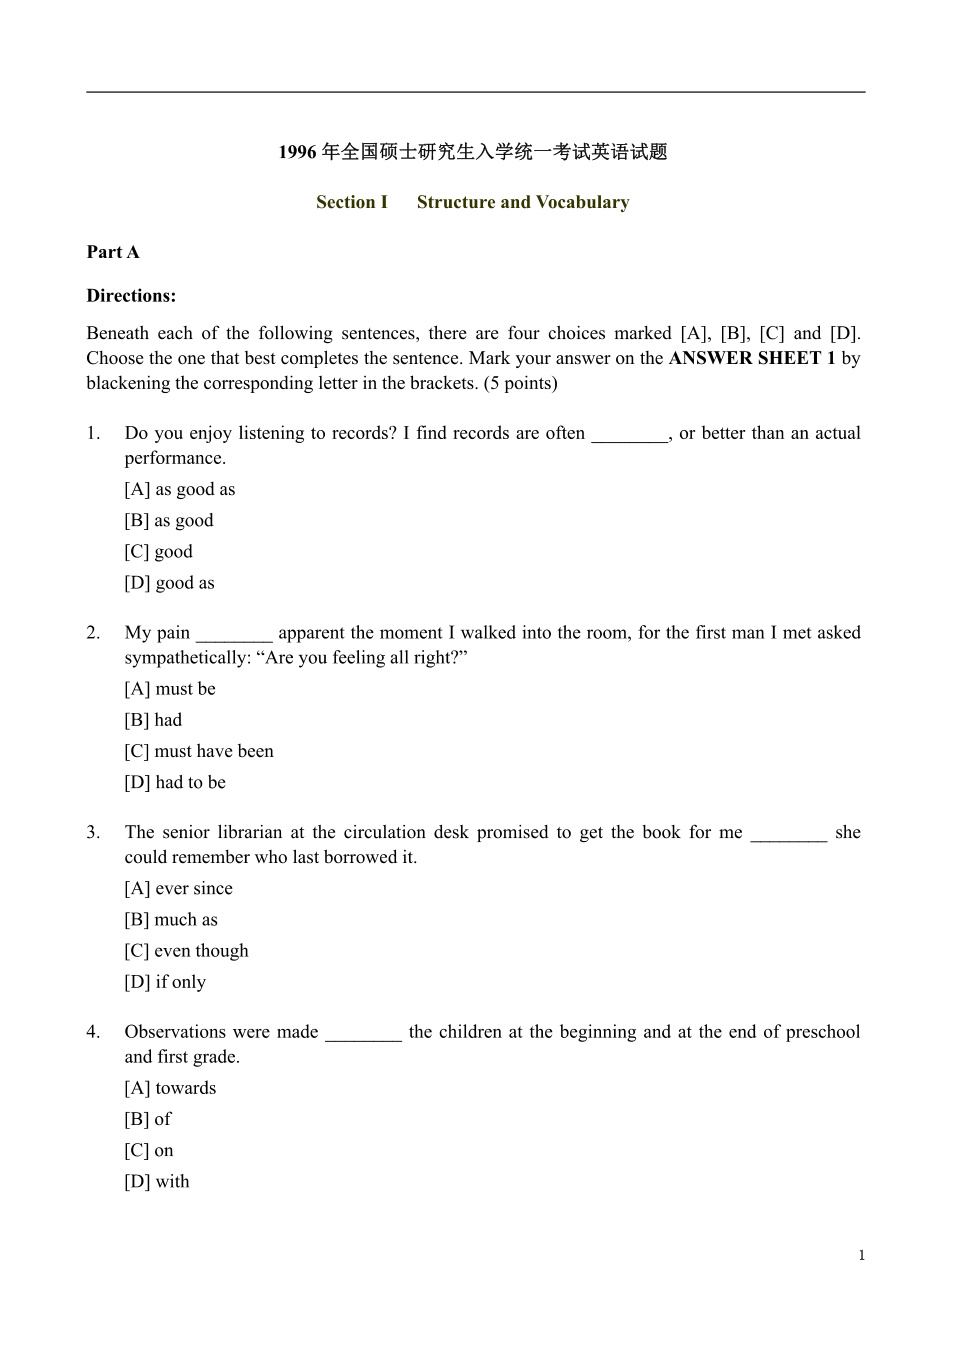 1996 年全国硕士研究生入学统一考试英语试题
Section I Structure and Vocabulary
Part A
Directions:
Beneath each of the following sentences, there are four choices marked [A], [B], [C] and [D].
Choose the one that best completes the sentence. Mark your answer on the ANSWER SHEET 1 by
blackening the corresponding letter in the brackets. (5 points)
1. Do you enjoy listening to records? I find records are often ________, or better than an actual
performance.
[A] as good as
[B] as good
[C] good
[D] good as
2. My pain ________ apparent the moment I walked into the room, for the first man I met asked
sympathetically: “Are you feeling all right?”
[A] must be
[B] had
[C] must have been
[D] had to be
3. The senior librarian at the circulation desk promised to get the book for me ________ she
could remember who last borrowed it.
[A] ever since
[B] much as
[C] even though
[D] if only
4. Observations were made ________ the children at the beginning and at the end of preschool
and first grade.
[A] towards
[B] of
[C] on
[D] with
1